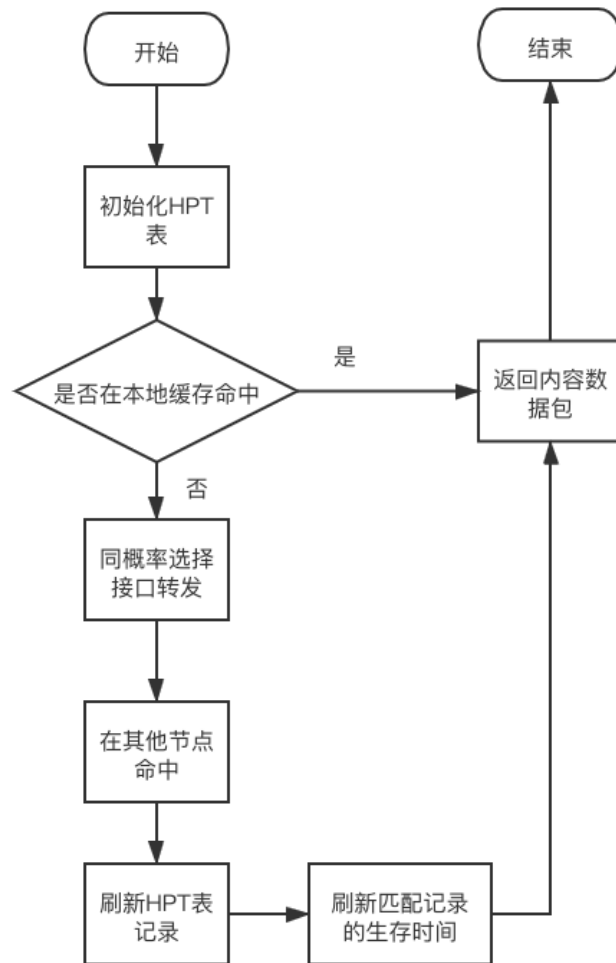 开始
结束
初始化HPT
表
是否在本地缓存命中
是
返回内容数
据包
否
同概率选择
接口转发
在其他节点
命中
刷新HPT表
记录
刷新匹配记录
的生存时间